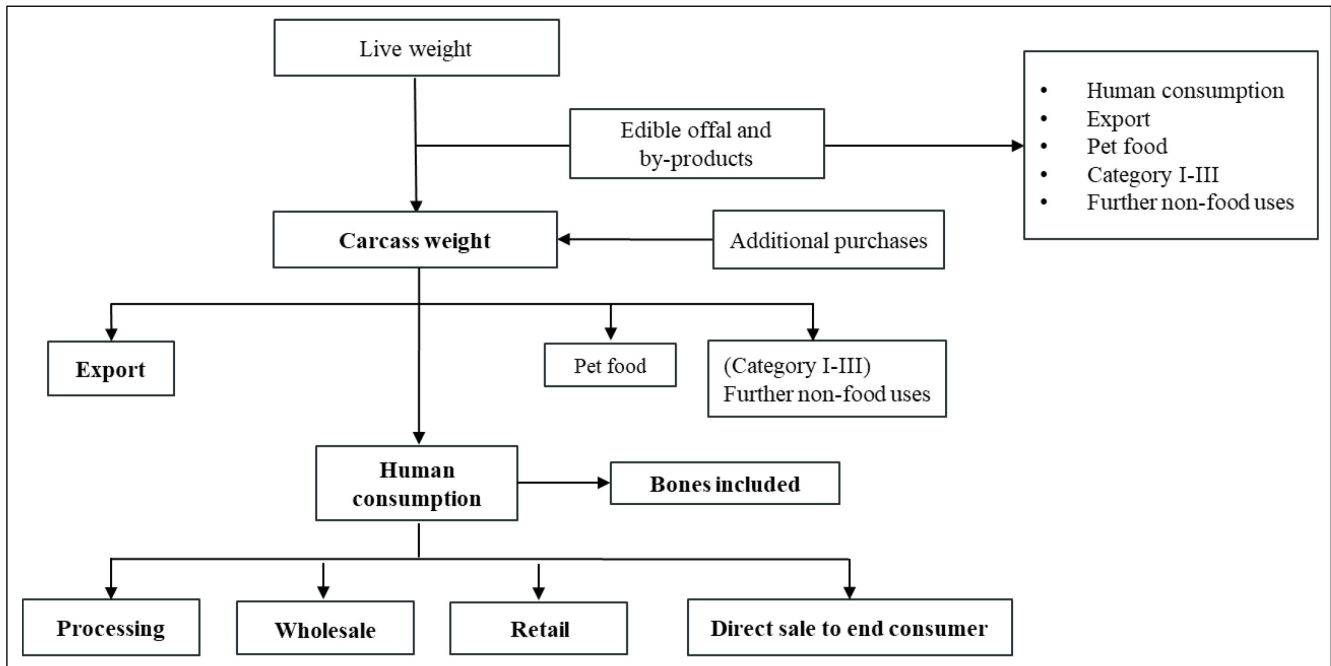 Live weight
Edible offal and
by-products
• Human consumption
• Export
• Pet food
• Category I-III
• Further non-food uses
Carcass weight
Additional purchases
Export
Pet food
(Category I-III)
Further non-food uses
Human
consumption
Bones included
Processing
Wholesale
Retail
Direct sale to end consumer